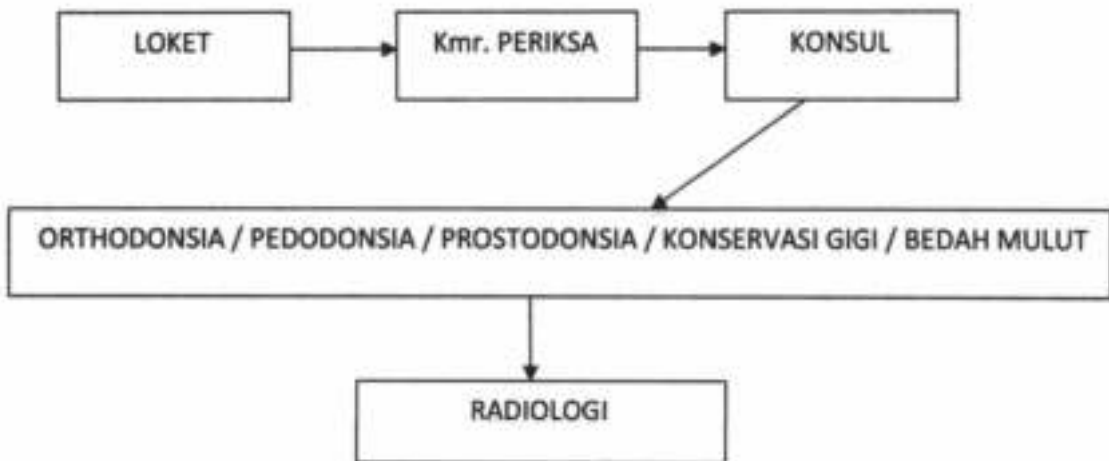 LOKET
Kmr. PERIKSA
KONSUL
ORTHODONSIA / PEDODONSIA / PROSTODONSIA / KONSERVASI GIGI / BEDAH MULUT
RADIOLOGI